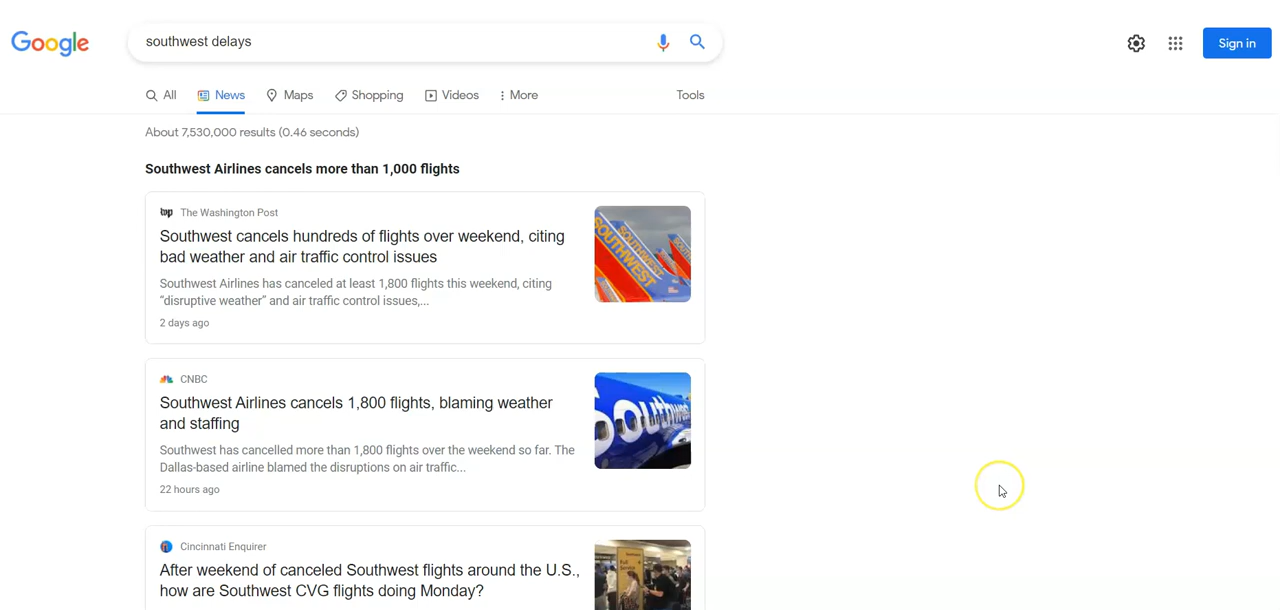 Google
southwest delays
Sign in
All
News
Maps
Shopping
Videos
More
Tools
About 7,530,000 results (0.46 seconds)
Southwest Airlines cancels more than 1,000 flights
The Washington Post
Southwest cancels hundreds of flights over weekend, citing
bad weather and air traffic control issues
Southwest Airlines has canceled at least 1,800 flights this weekend, citing
“disruptive weather” and air traffic control issues,...
2 days ago
SOUTHWEST
CNBC
Southwest Airlines cancels 1,800 flights, blaming weather
and staffing
Southwest has cancelled more than 1,800 flights over the weekend so far. The
Dallas-based airline blamed the disruptions on air traffic...
22 hours ago
Cincinnati Enquirer
After weekend of canceled Southwest flights around the U.S.,
how are Southwest CVG flights doing Monday?